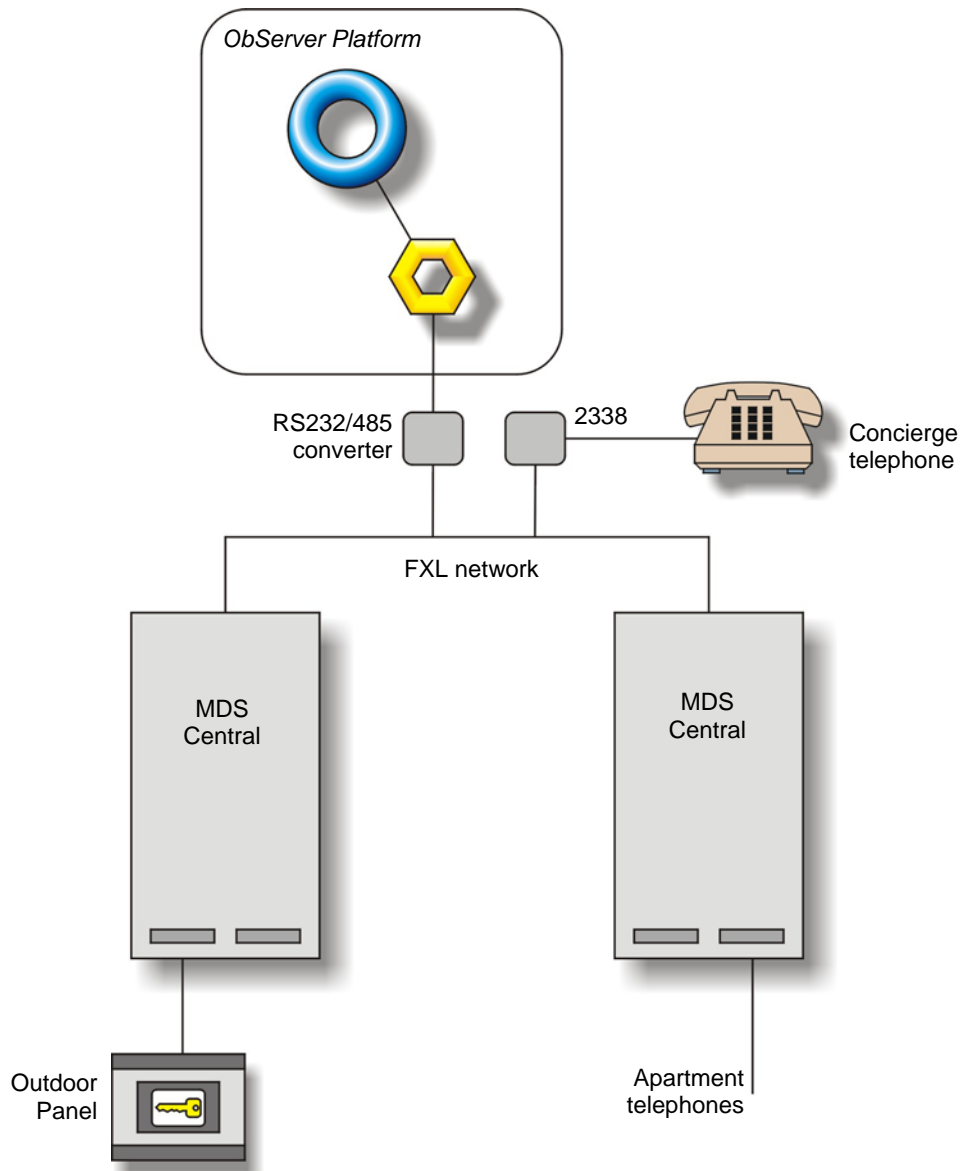 ObServer Platform
RS232/485
converter
2338
Concierge
telephone
FXL network
MDS
Central
MDS
Central
Outdoor
Panel
Apartment
telephones